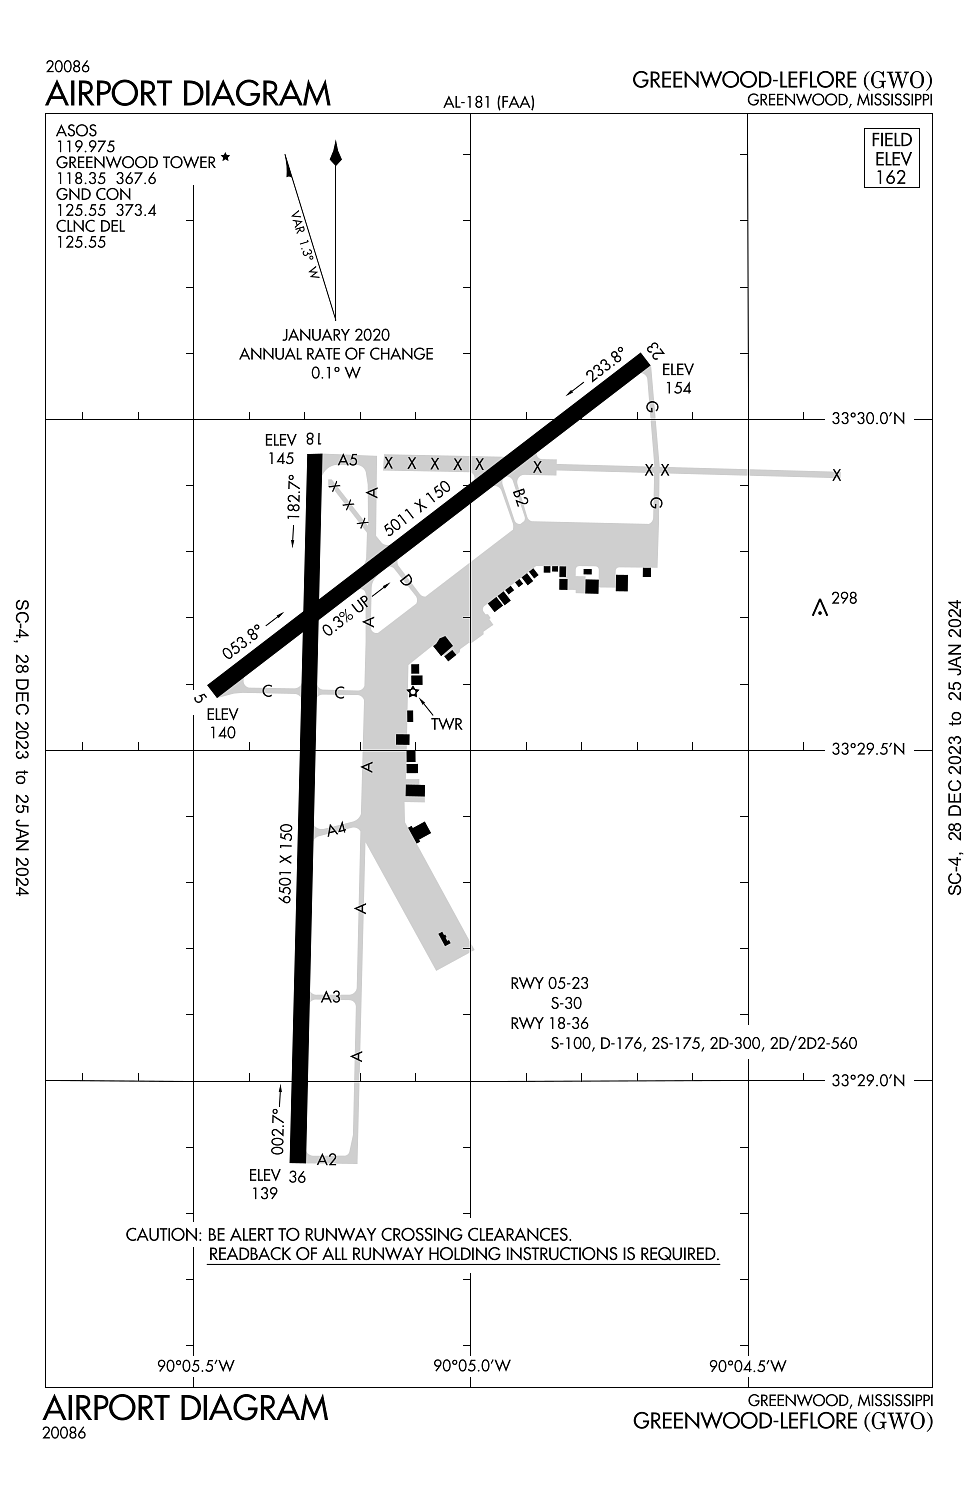 20086
AIRPORT DIAGRAM
AL-181 (FAA)
GREENWOOD-LEFLORE (GWO)
GREENWOOD, MISSISSIPPI
ASOS
119.975
GREENWOOD TOWER ★
118.35 367.6
GND CON
125.55 373.4
CLNC DEL
125.55
FIELD
ELEV
162
VAR 1.3° W
JANUARY 2020
ANNUAL RATE OF CHANGE
0.1° W
23
233.8°
ELEV
154
G
33°30.0'N
ELEV
145
18
A5
X X X X X X X X X
A
X
X
X
182.7°
5011 X 150
B2
G
D
0.3% UP
A
298
053.8°
5
C
C
ELEV
140
TWR
33°29.5'N
A
A4
6501 X 150
A
A3
RWY 05-23
S-30
RWY 18-36
S-100, D-176, 2S-175, 2D-300, 2D/2D2-560
A
33°29.0'N
002.7°
A2
ELEV
139
36
CAUTION: BE ALERT TO RUNWAY CROSSING CLEARANCES.
READBACK OF ALL RUNWAY HOLDING INSTRUCTIONS IS REQUIRED.
90°05.5'W
90°05.0'W
90°04.5'W
SC-4, 28 DEC 2023 to 25 JAN 2024
SC-4, 28 DEC 2023 to 25 JAN 2024
AIRPORT DIAGRAM
20086
GREENWOOD, MISSISSIPPI
GREENWOOD-LEFLORE (GWO)